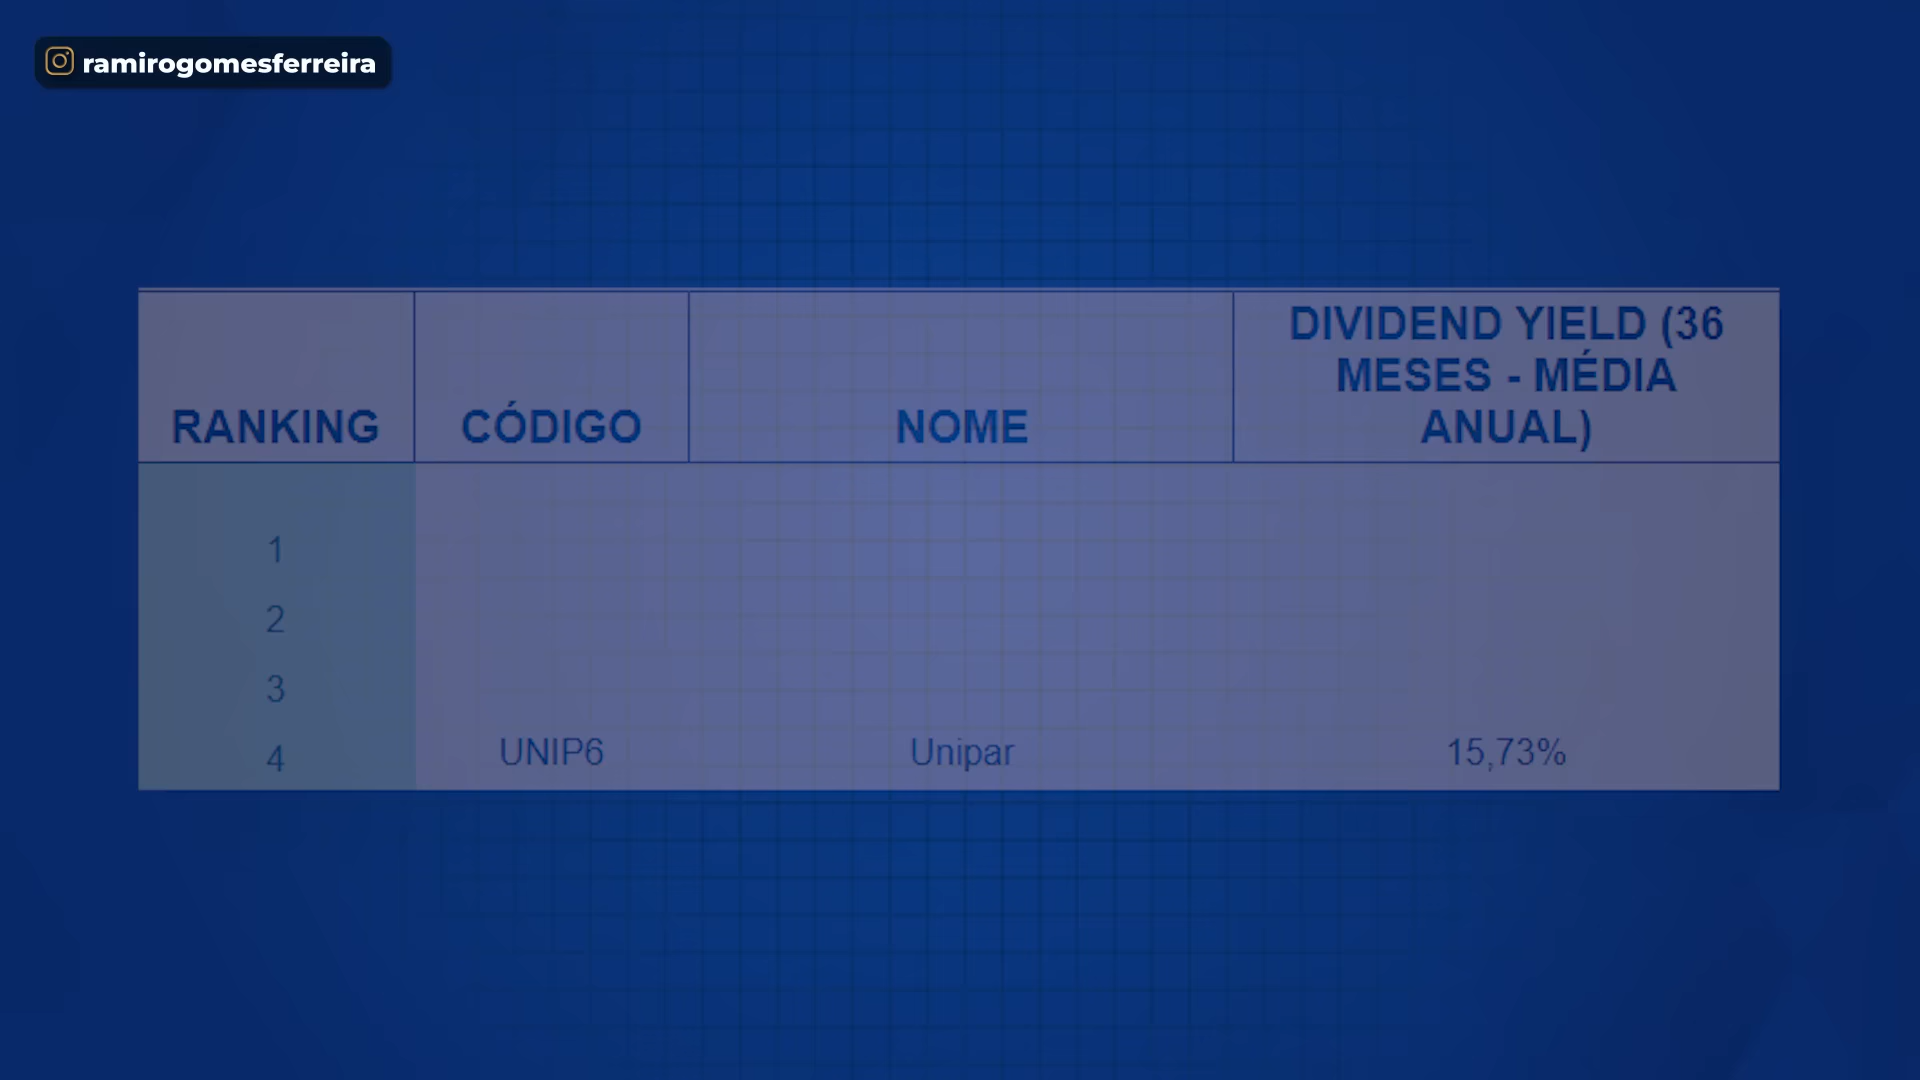 ramirogomesferreira
DIVIDEND YIELD (36
MESES - MÉDIA
RANKING CÓDIGO NOME ANUAL)
1
2
3
4 UNIP6 Unipar 15,73%